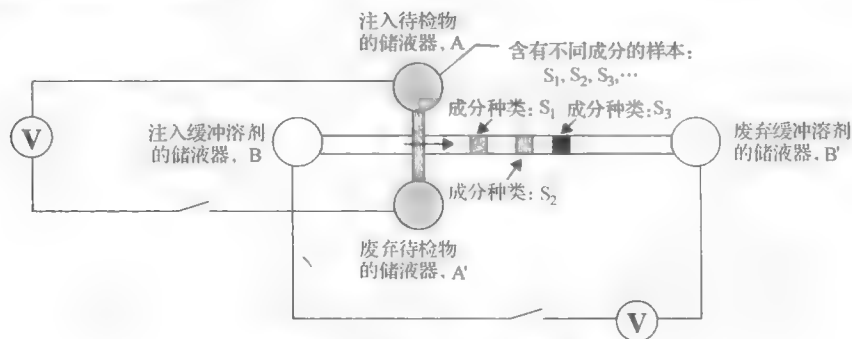 注入待检物
的储液器, A
含有不同成分的样本:
S₁, S₂, S₃,…
成分种类: S₁
成分种类: S₃
V
注入缓冲溶剂
的储液器, B
废弃缓冲溶剂
的储液器, B'
成分种类: S₂
废弃待检物
的储液器, A'
V